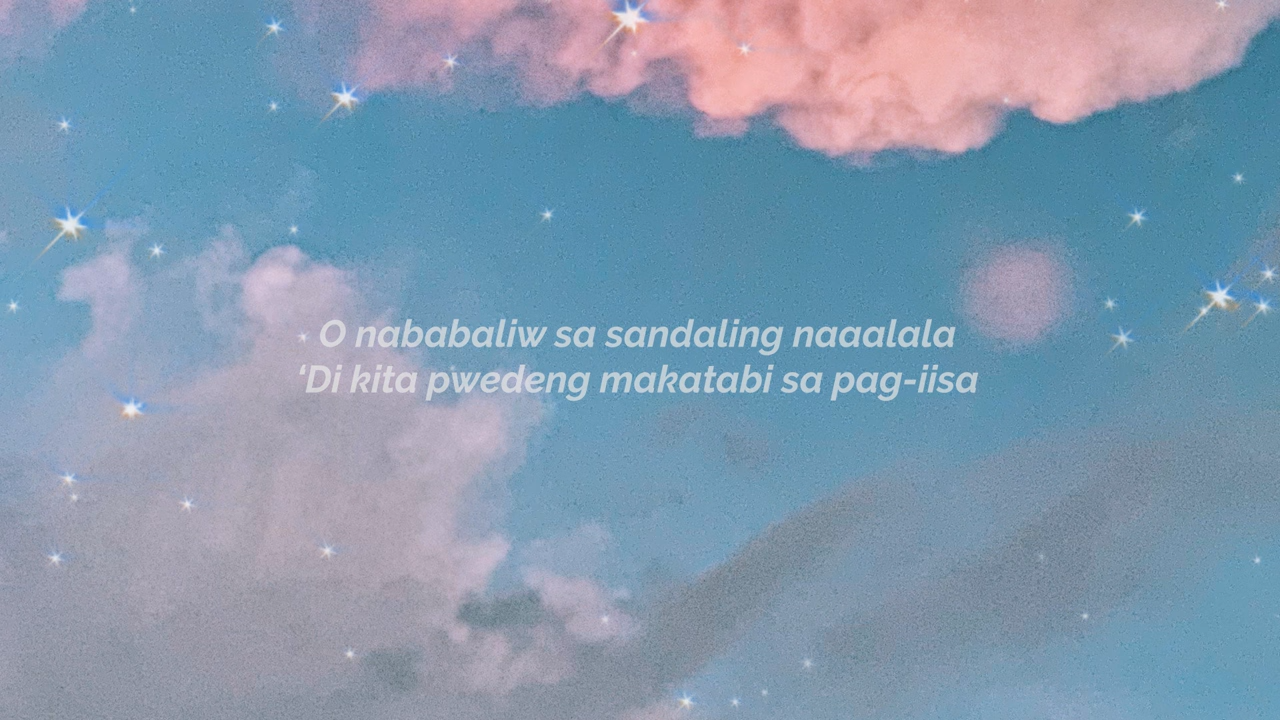 O nababaliw sa sandaling naaalala
‘Di kita pwedeng makatabi sa pag-iisa